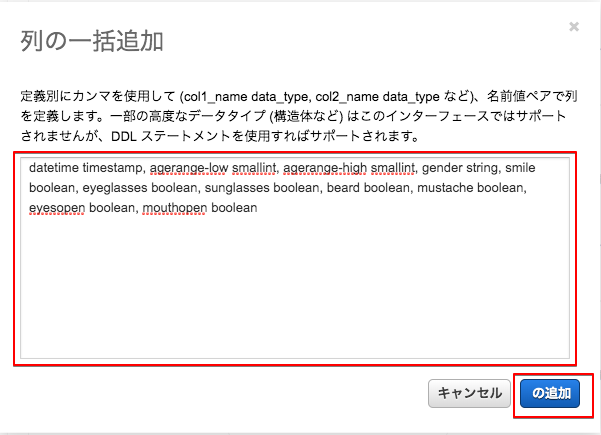 列の一括追加
×
定義別にカンマを使用して (col1_name data_type, col2_name data_type など)、名前値ペアで列
を定義します。一部の高度なデータタイプ (構造体など) はこのインターフェースではサポート
されませんが、DDL ステートメントを使用すればサポートされます。
datetime timestamp, agerange-low smallint, agerange-high smallint, gender string, smile
boolean, eyeglasses boolean, sunglasses boolean, beard boolean, mustache boolean,
eyesopen boolean, mouthopen boolean
キャンセル
の追加